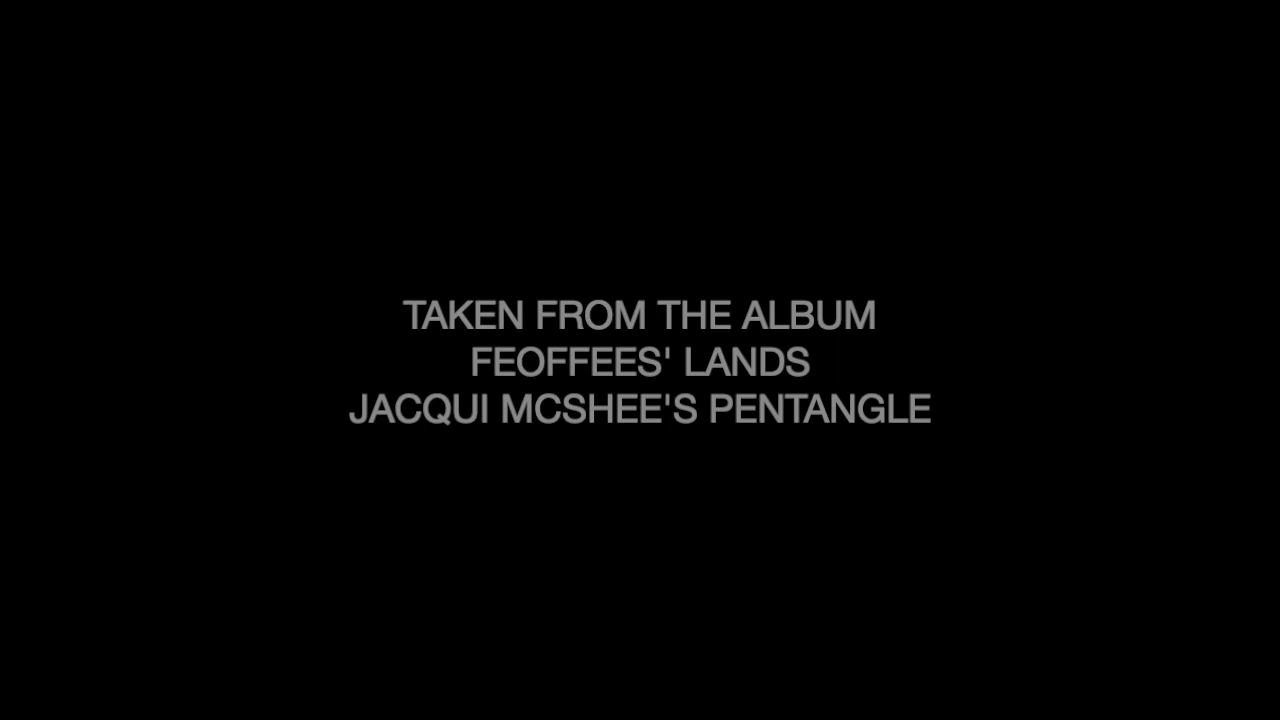 TAKEN FROM THE ALBUM
FEOFFEES' LANDS
JACQUI MCSHEE'S PENTANGLE